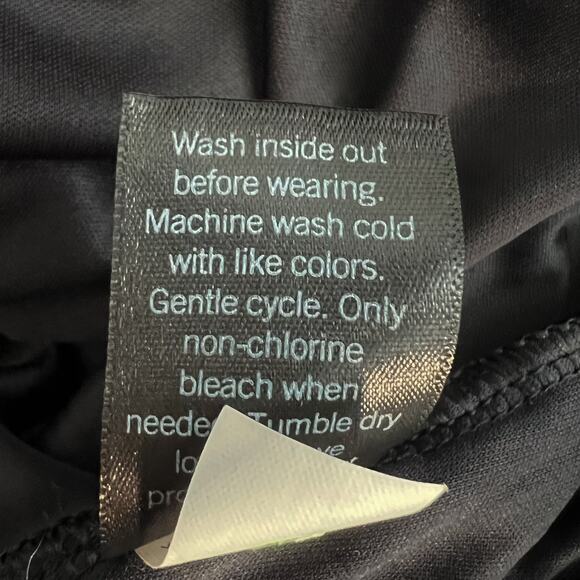 Wash inside out
before wearing.
Machine wash cold
with like colors.
Gentle cycle. Only
non-chlorine
bleach when
Tumble dry